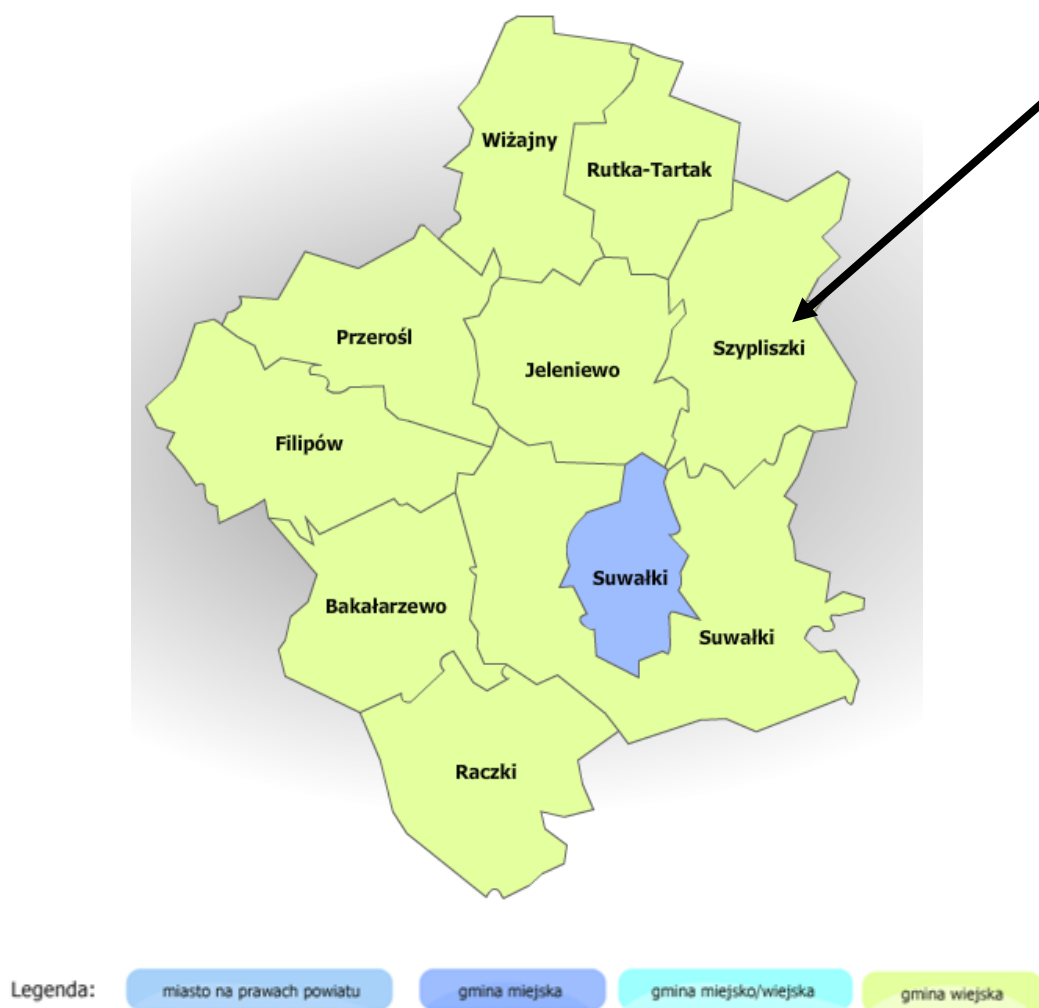 Wiżajny
Rutka-Tartak
Przerośl
Szypliszki
Jeleniewo
Filipów
Suwałki
Bakałarzewo
Suwałki
Raczki
Legenda:
miasto na prawach powiatu
gmina miejska
gmina miejsko/wiejska
gmina wiejska